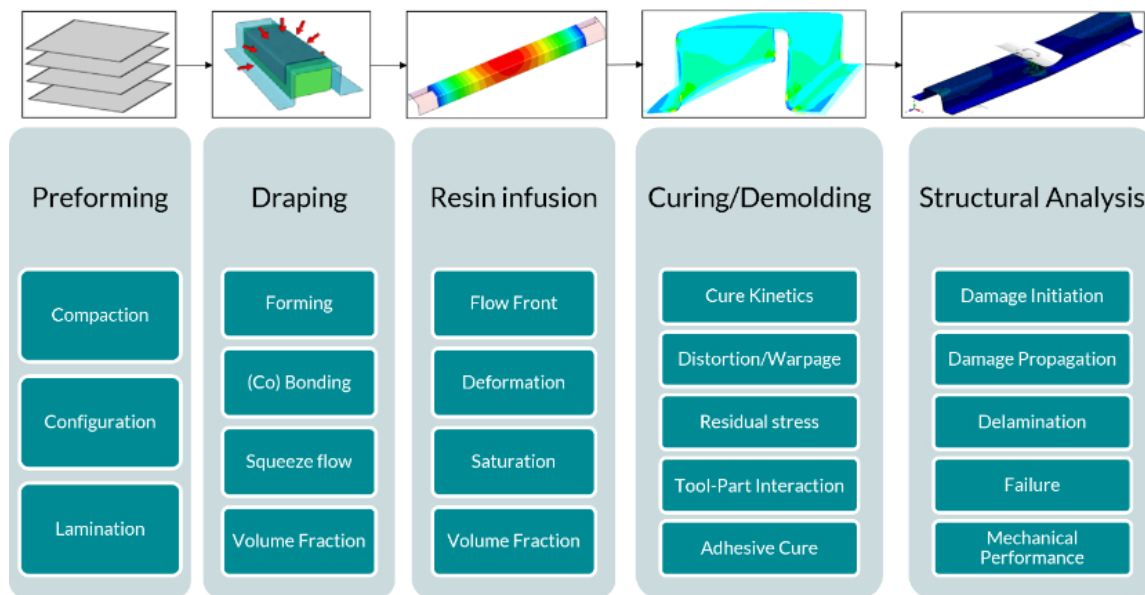 Preforming
Compaction
Configuration
Lamination
Draping
Forming
(Co) Bonding
Squeeze flow
Volume Fraction
Resin infusion
Flow Front
Deformation
Saturation
Volume Fraction
Curing/Demolding
Cure Kinetics
Distortion/Warpage
Residual stress
Tool-Part Interaction
Adhesive Cure
Structural Analysis
Damage Initiation
Damage Propagation
Delamination
Failure
Mechanical
Performance